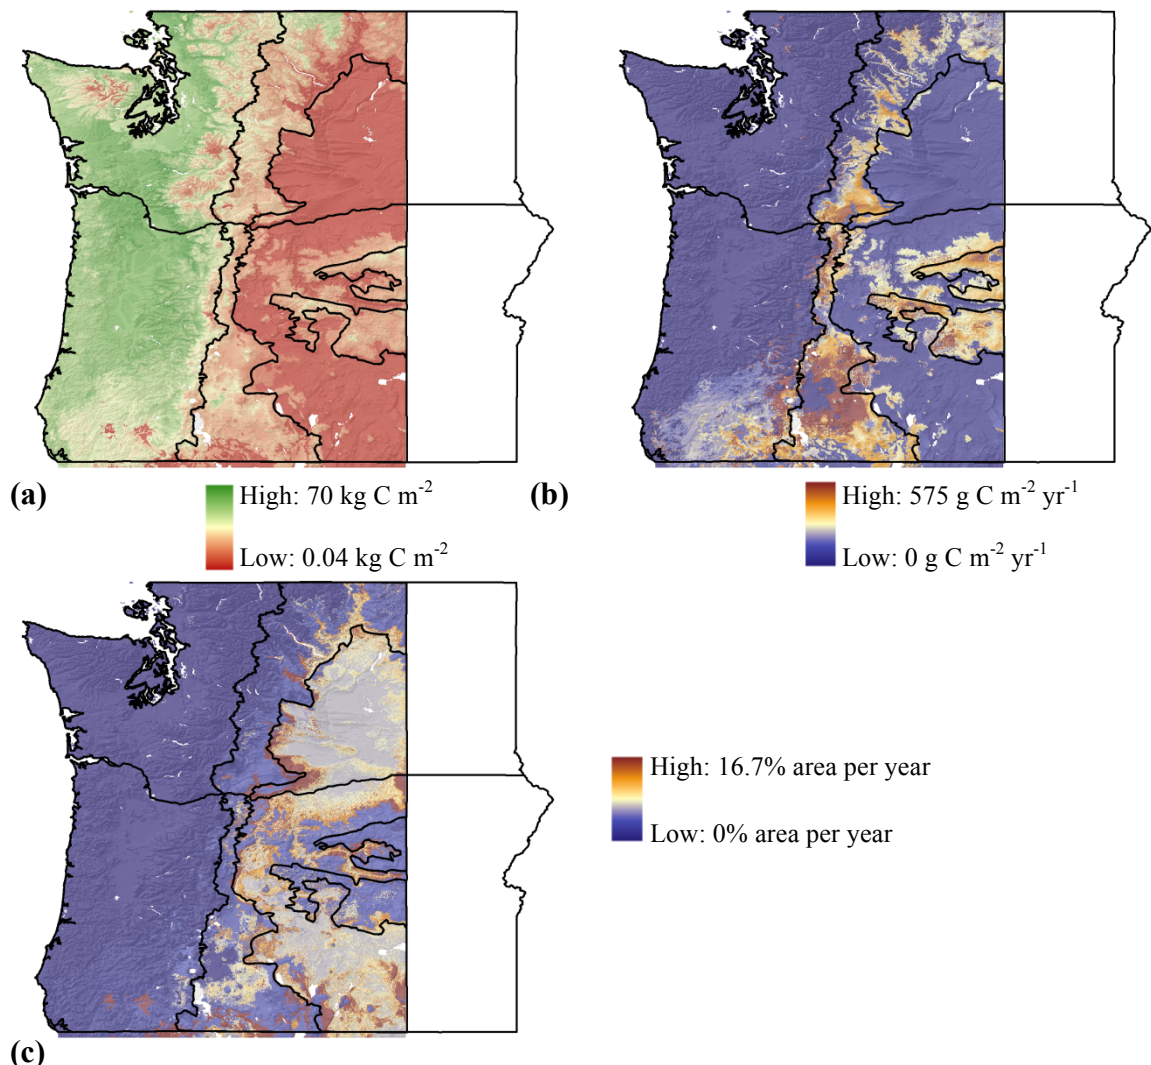 (a)
High: 70 kg C m⁻²
Low: 0.04 kg C m⁻²
(b)
High: 575 g C m⁻² yr⁻¹
Low: 0 g C m⁻² yr⁻¹
High: 16.7% area per year
Low: 0% area per year
(c)